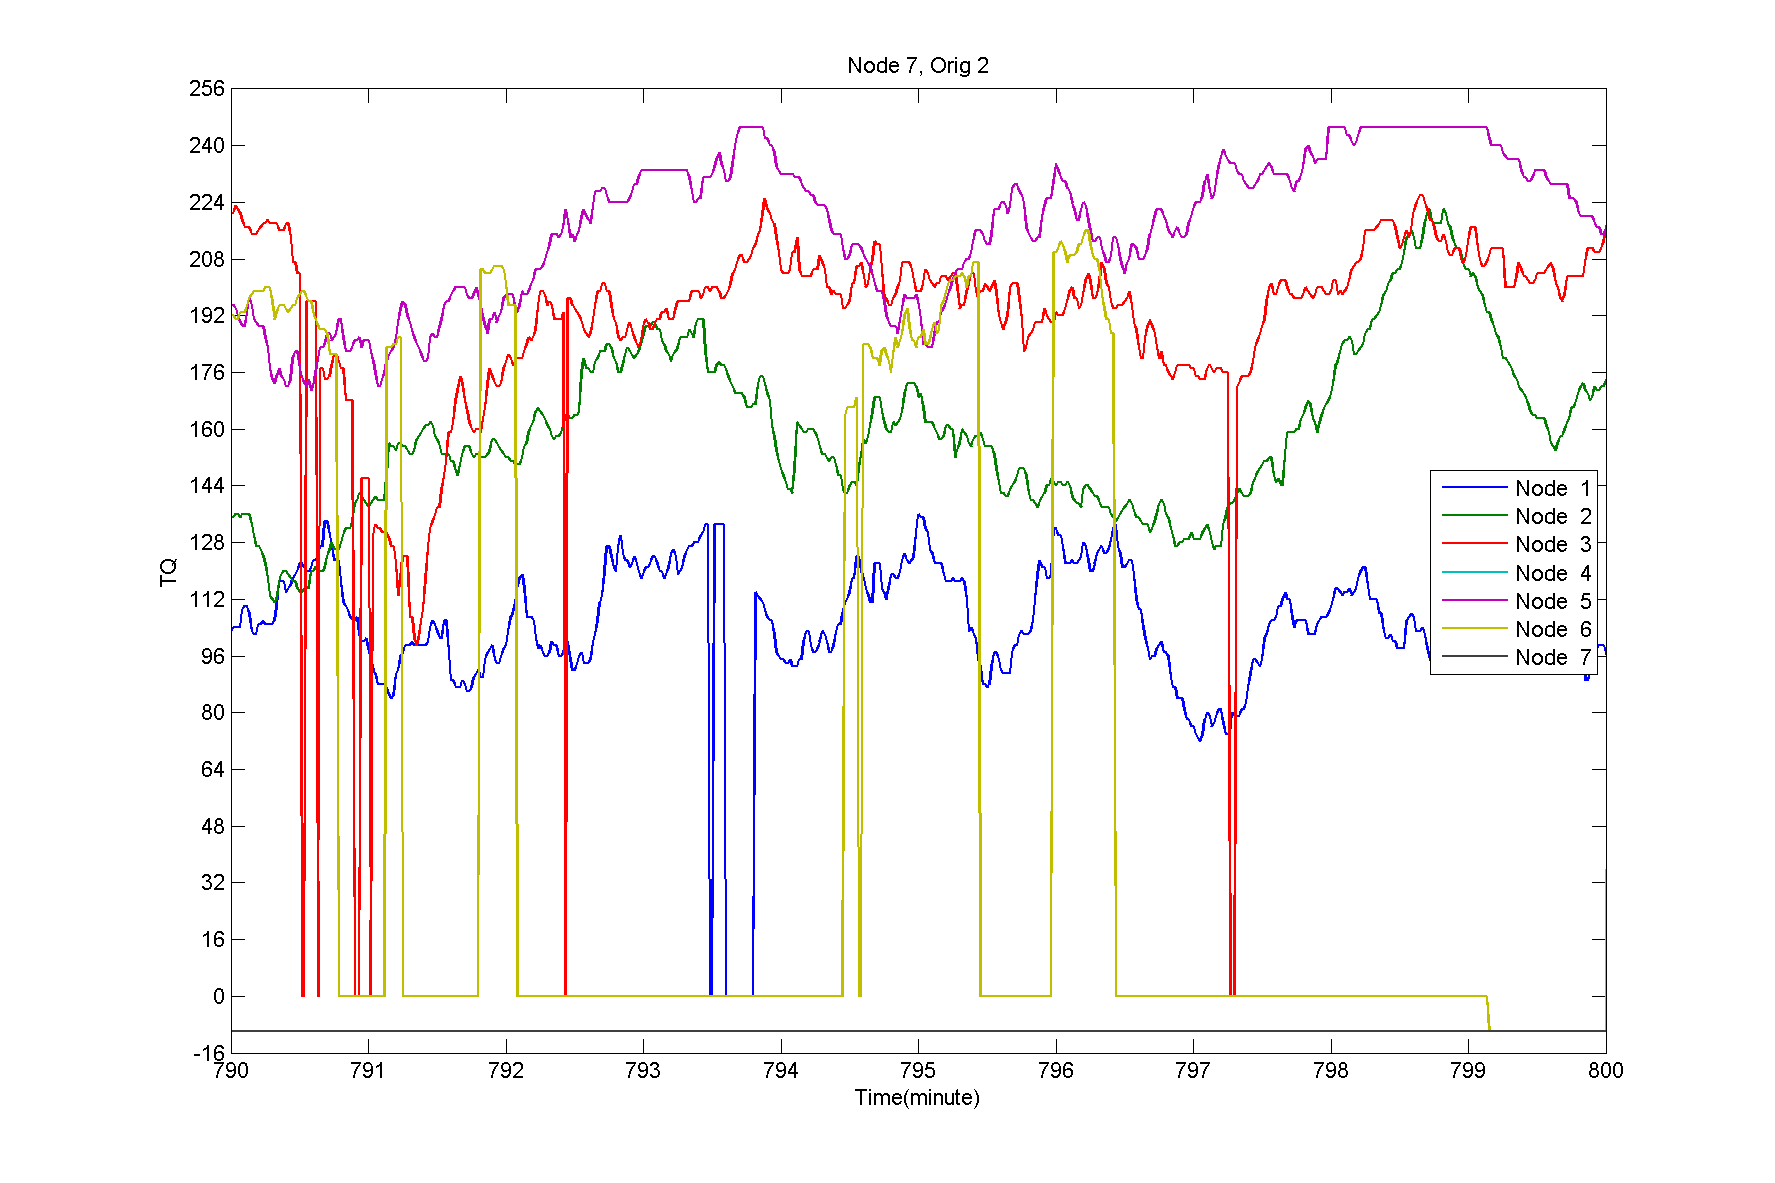 Node 7, Orig 2
256
240
224
208
192
176
160
144
128
112
96
80
64
48
32
16
0
-16
TQ
Node 1
Node 2
Node 3
Node 4
Node 5
Node 6
Node 7
790 791 792 793 794 795 796 797 798 799 800
Time(minute)